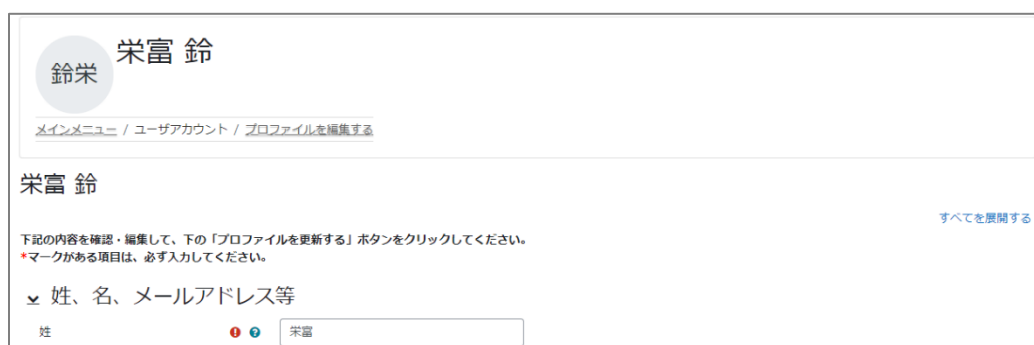 鈴栄
栄富 鈴
メインメニュー / ユーザアカウント / プロファイルを編集する
栄富 鈴
すべてを展開する
下記の内容を確認・編集して、下の「プロファイルを更新する」ボタンをクリックしてください。
*マークがある項目は、必ず入力してください。
姓、名、メールアドレス等
姓 栄富